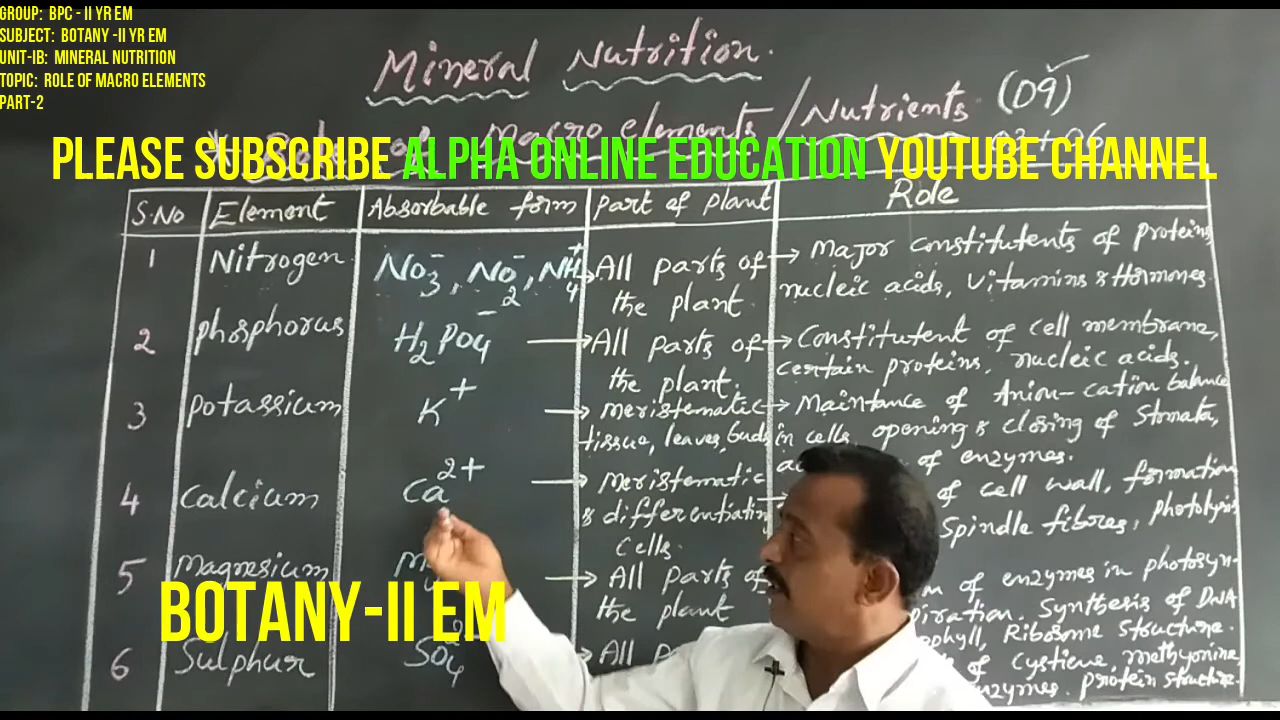 GROUP: BPC - II YR EM
SUBJECT: BOTANY -II YR EM
UNIT-IB: MINERAL NUTRITION
TOPIC: ROLE OF MACRO ELEMENTS
PART-2
Mineral Nutrition.
Macro elements / Nutrients (09)
PLEASE SUBSCRIBE ALPHA ONLINE EDUCATION YOUTUBE CHANNEL
S.No Element Absorbable form Part of plant Role
1 Nitrogen. NO3-, NO2-, NH4+ All parts of the plant. → Major constitutents of proteins, nucleic acids, vitamins & Hormones.
2 phosphorus H2PO4- → All parts of the plant. → Constitutent of cell membrane, certain proteins, nucleic acids.
3 Potassium K+ → meristematic tissue, leaves, buds → Maintance of Anion-cation balance in cells, opening & closing of Stomata, of enzymes.
4 Calcium Ca2+ → meristematic & differentiating cells. of cell wall, formation Spindle fibres, photolysis
5 Magnesium → All parts of the plant of enzymes in photosyn- Synthesis of DNA Ribosome structure.
BOTANY-II EM
6 Sulphur SO4 → All of cystiene, methyonine, protein structure.